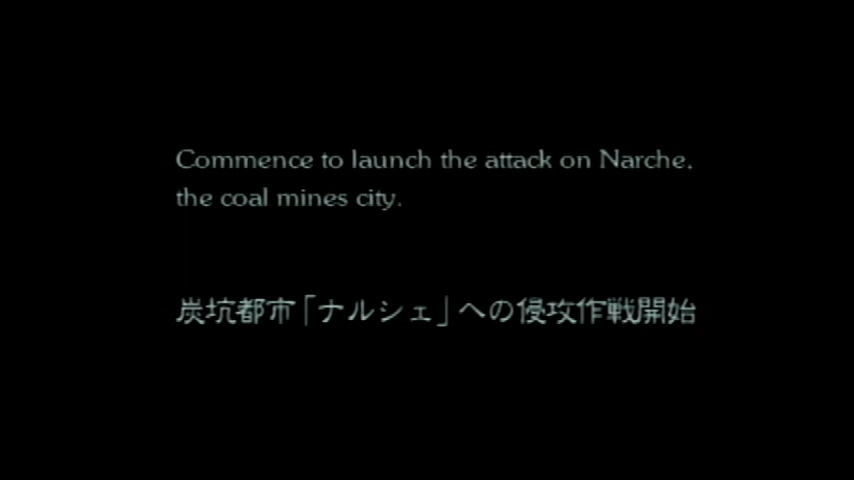 Commence to launch the attack on Narche,
the coal mines city.
炭坑都市「ナルシェ」への侵攻作戦開始